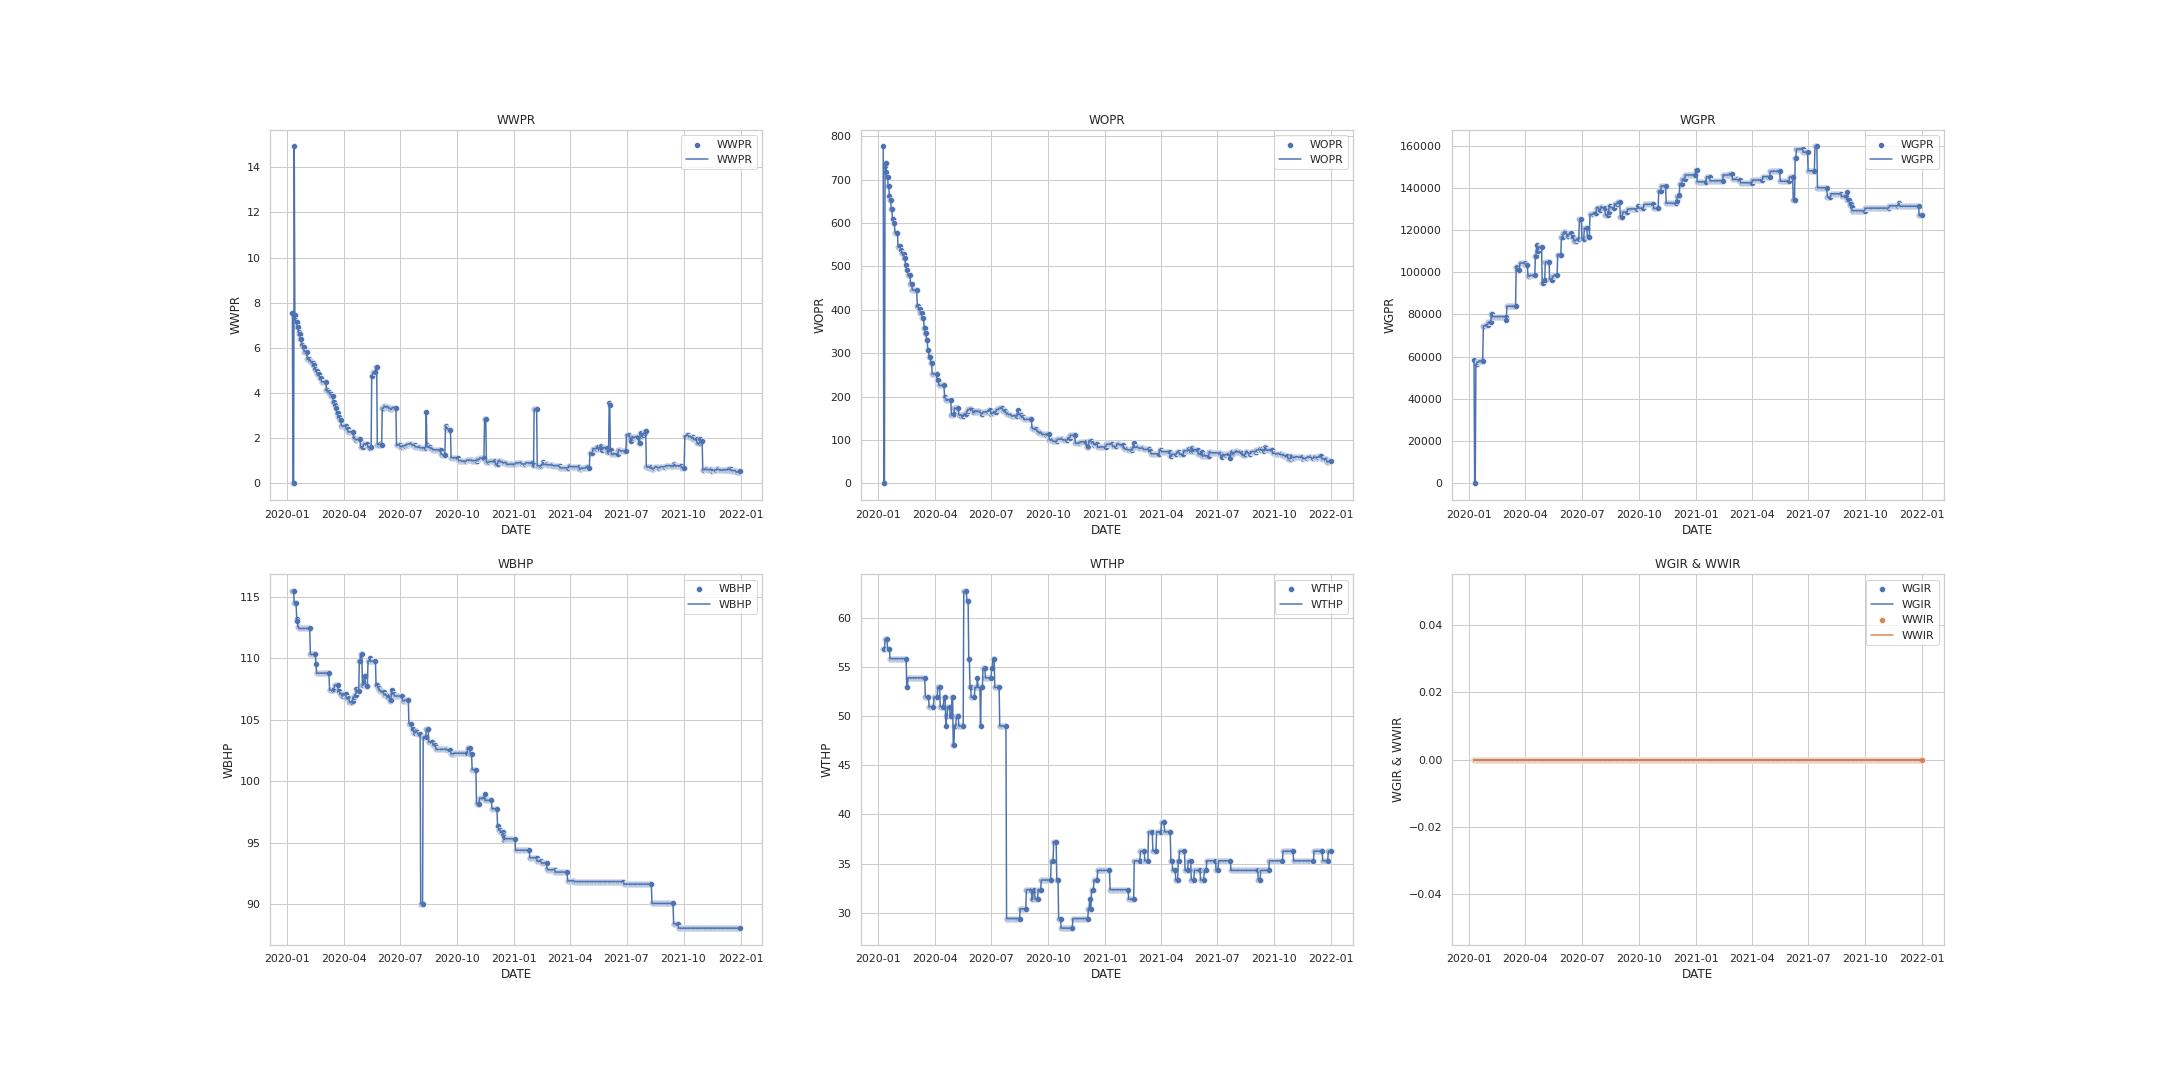 WWPR
WWPR
WWPR
14
12
10
8
6
4
2
0
WWPR
2020-01 2020-04 2020-07 2020-10 2021-01 2021-04 2021-07 2021-10 2022-01
DATE
WOPR
WOPR
WOPR
800
700
600
500
400
300
200
100
0
WOPR
2020-01 2020-04 2020-07 2020-10 2021-01 2021-04 2021-07 2021-10 2022-01
DATE
WGPR
WGPR
WGPR
160000
140000
120000
100000
80000
60000
40000
20000
0
WGPR
2020-01 2020-04 2020-07 2020-10 2021-01 2021-04 2021-07 2021-10 2022-01
DATE
WBHP
WBHP
WBHP
115
110
105
100
95
90
WBHP
2020-01 2020-04 2020-07 2020-10 2021-01 2021-04 2021-07 2021-10 2022-01
DATE
WTHP
WTHP
WTHP
60
55
50
45
40
35
30
WTHP
2020-01 2020-04 2020-07 2020-10 2021-01 2021-04 2021-07 2021-10 2022-01
DATE
WGIR & WWIR
WGIR
WGIR
WWIR
WWIR
0.04
0.02
0.00
−0.02
−0.04
WGIR & WWIR
2020-01 2020-04 2020-07 2020-10 2021-01 2021-04 2021-07 2021-10 2022-01
DATE